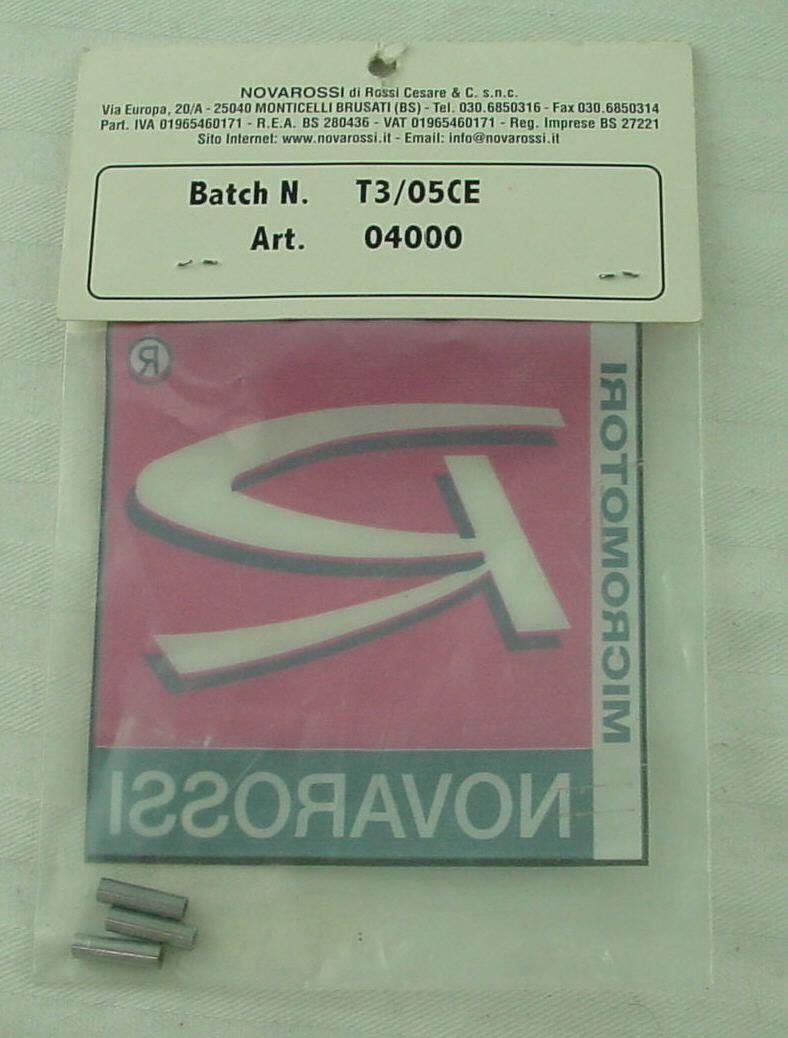 NOVAROSSI di Rossi Cesare & C. s.n.c.
Via Europa, 20/A - 25040 MONTICELLI BRUSATI (BS) - Tel. 030.6850316 - Fax 030.6850314
Part. IVA 01965460171 - R.E.A. BS 280436 - VAT 01965460171 - Reg. Imprese BS 27221
Sito Internet: www.novarossi.it - Email: info@novarossi.it
Batch N. T3/05CE
Art. 04000
®
MICROMOTORI
NOVAROSSI